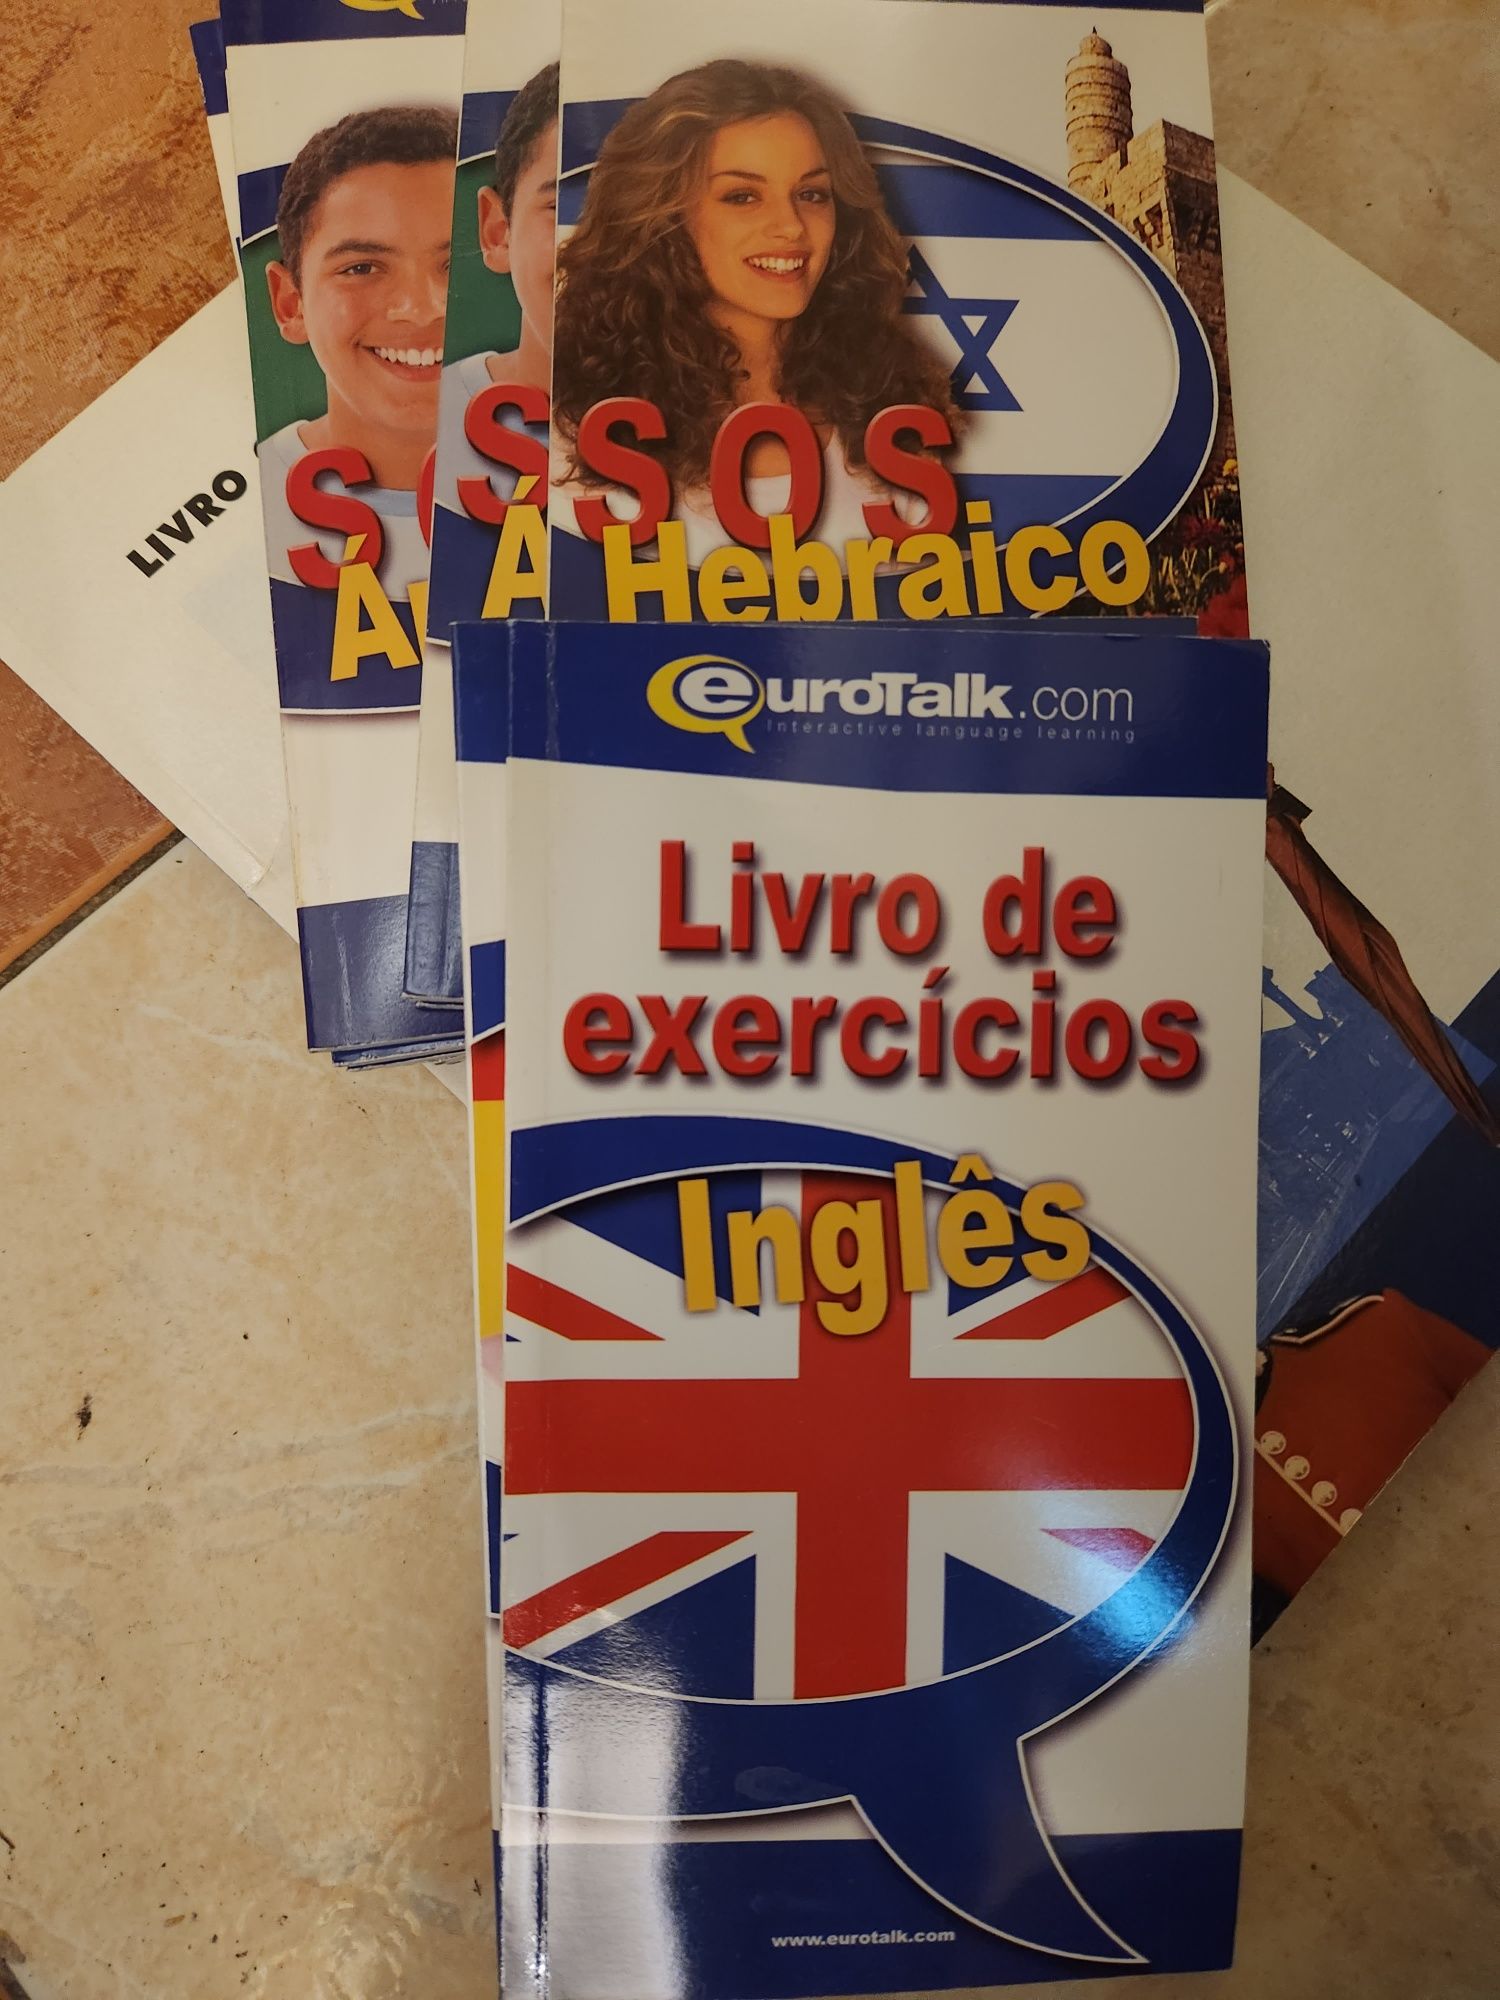 LIVRO
S
S
S O S
Hebraico
euroTalk.com
Interactive language learning
Livro de
exercícios
Inglês
www.eurotalk.com